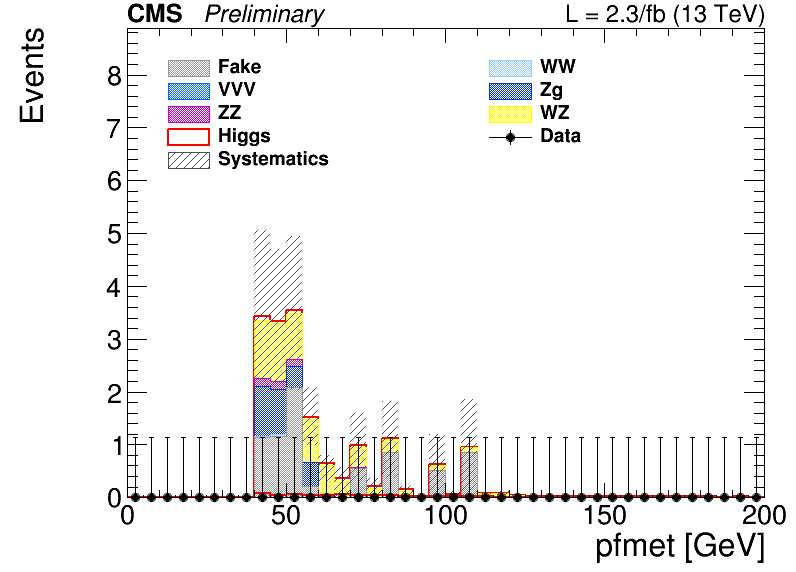 CMS Preliminary L = 2.3/fb (13 TeV)
Events
Fake WW
VVV Zg
ZZ WZ
Higgs Data
Systematics
8
7
6
5
4
3
2
1
0
0 50 100 150 200
pfmet [GeV]